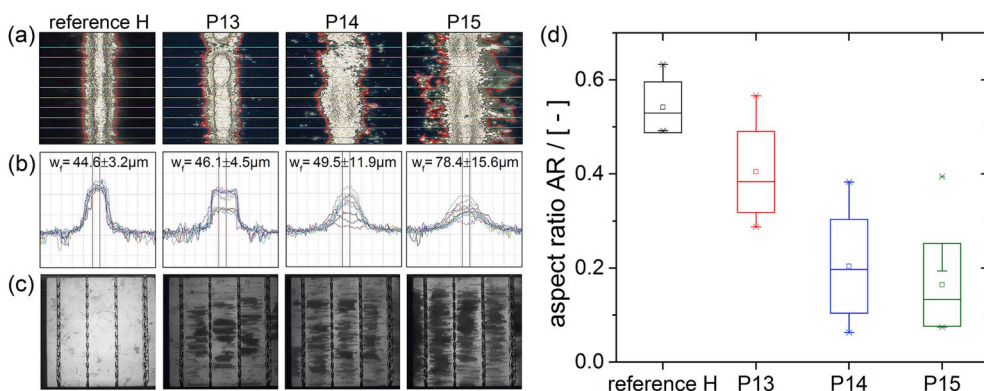 reference H P13 P14 P15
(a)
(b)
w_f= 44.6±3.2µm w_f= 46.1±4.5µm w_f= 49.5±11.9µm w_f= 78.4±15.6µm
(c)
(d)
aspect ratio AR / [ - ]
0.6
0.4
0.2
0.0
reference H P13 P14 P15